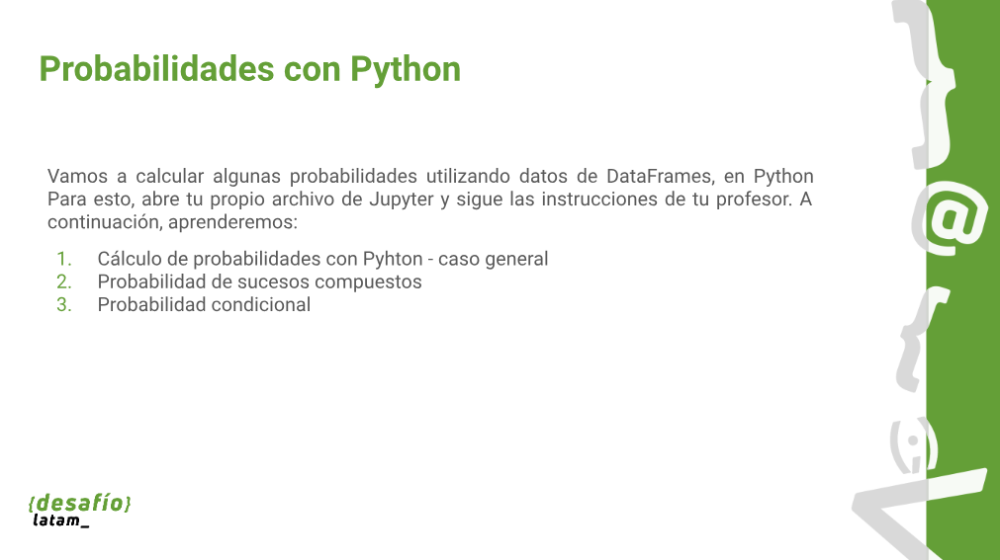 Probabilidades con Python
Vamos a calcular algunas probabilidades utilizando datos de DataFrames, en Python
Para esto, abre tu propio archivo de Jupyter y sigue las instrucciones de tu profesor. A
continuación, aprenderemos:
1. Cálculo de probabilidades con Pyhton - caso general
2. Probabilidad de sucesos compuestos
3. Probabilidad condicional
{desafío}
latam_